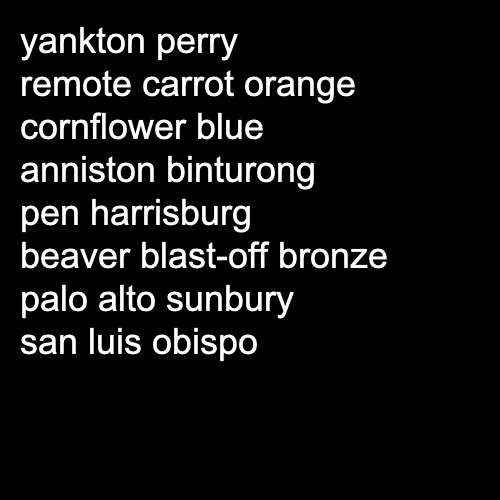 yankton perry
remote carrot orange
cornflower blue
anniston binturong
pen harrisburg
beaver blast-off bronze
palo alto sunbury
san luis obispo